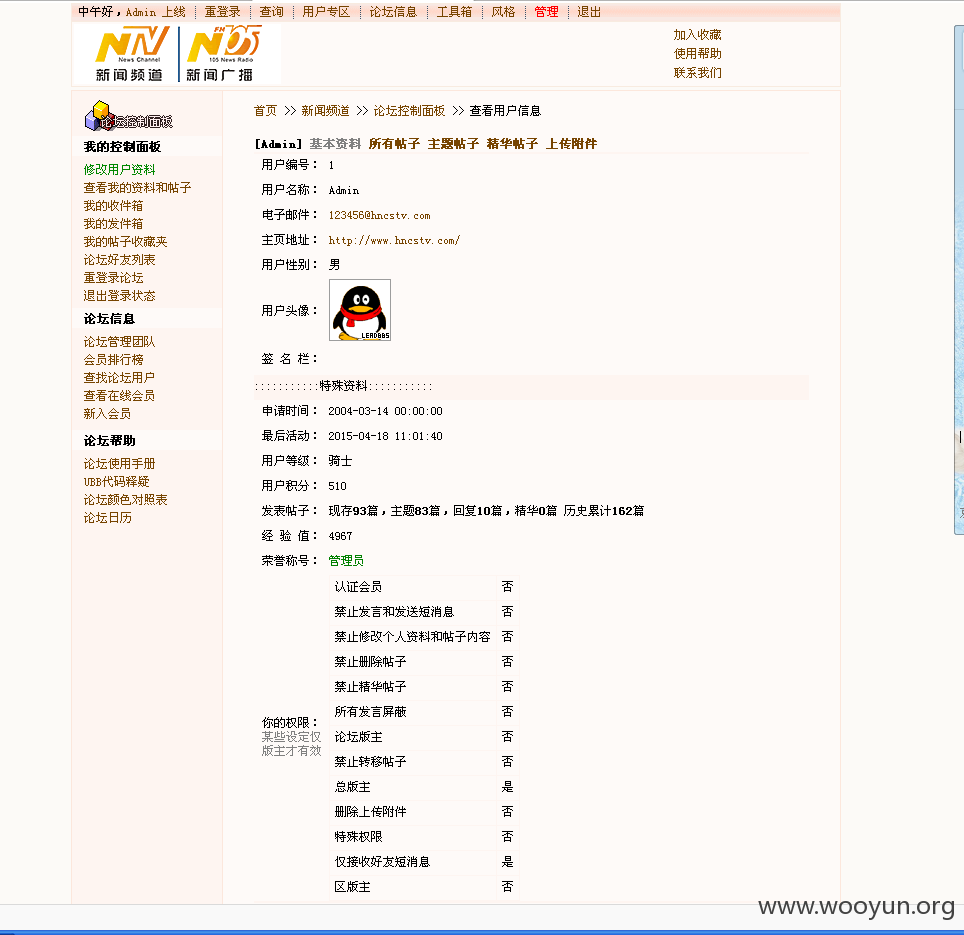 中午好，Admin 上线 重登录 查询 用户专区 论坛信息 工具箱 风格 管理 退出
NTV FM 105
News Channel 105 News Radio
新闻频道 新闻广播
加入收藏
使用帮助
联系我们
论坛控制面板
我的控制面板
修改用户资料
查看我的资料和帖子
我的收件箱
我的发件箱
我的帖子收藏夹
论坛好友列表
重登录论坛
退出登录状态
论坛信息
论坛管理团队
会员排行榜
查找论坛用户
查看在线会员
新入会员
论坛帮助
论坛使用手册
UBB代码释疑
论坛颜色对照表
论坛日历
首页 >> 新闻频道 >> 论坛控制面板 >> 查看用户信息
[Admin] 基本资料 所有帖子 主题帖子 精华帖子 上传附件
用户编号： 1
用户名称： Admin
电子邮件： 123456@hncstv.com
主页地址： http://www.hncstv.com/
用户性别： 男
用户头像：
LEADBBS
签 名 栏：
:::::::::::特殊资料:::::::::::
申请时间： 2004-03-14 00:00:00
最后活动： 2015-04-18 11:01:40
用户等级： 骑士
用户积分： 510
发表帖子： 现存93篇，主题83篇，回复10篇，精华0篇 历史累计162篇
经 验 值： 4967
荣誉称号： 管理员
你的权限：
某些设定仅
版主才有效
认证会员 否
禁止发言和发送短消息 否
禁止修改个人资料和帖子内容 否
禁止删除帖子 否
禁止精华帖子 否
所有发言屏蔽 否
论坛版主 否
禁止转移帖子 否
总版主 是
删除上传附件 否
特殊权限 否
仅接收好友短消息 是
区版主 否
www.wooyun.org